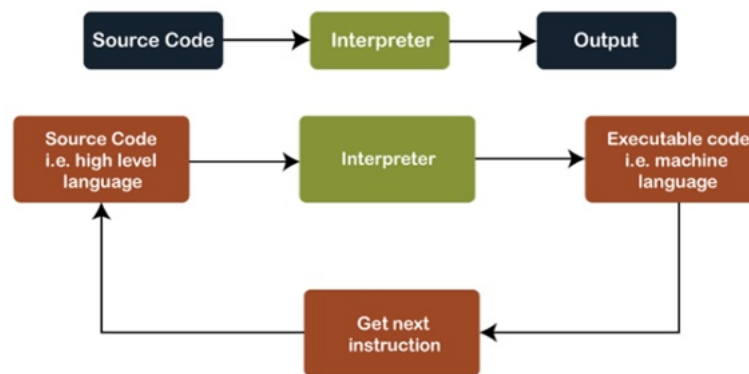 Source Code
Interpreter
Output
Source Code
i.e. high level
language
Interpreter
Executable code
i.e. machine
language
Get next
instruction